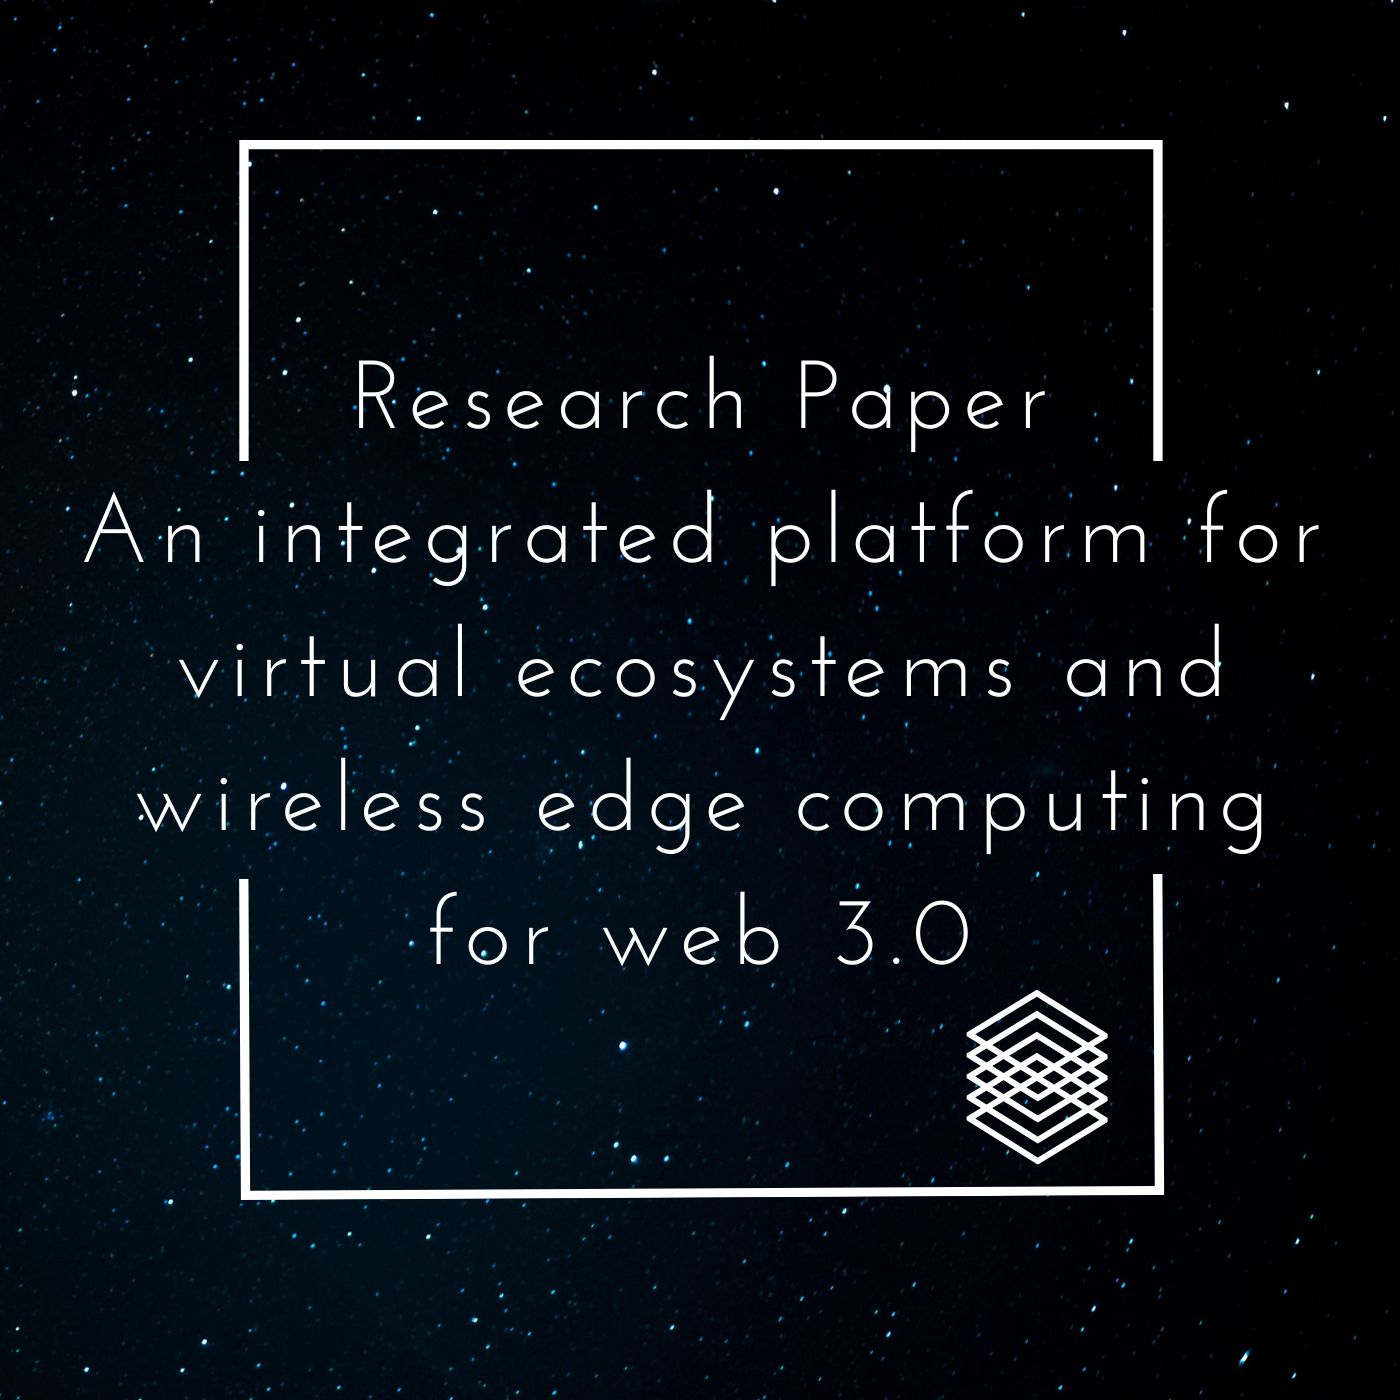 Research Paper
An integrated platform for
virtual ecosystems and
wireless edge computing
for web 3.0